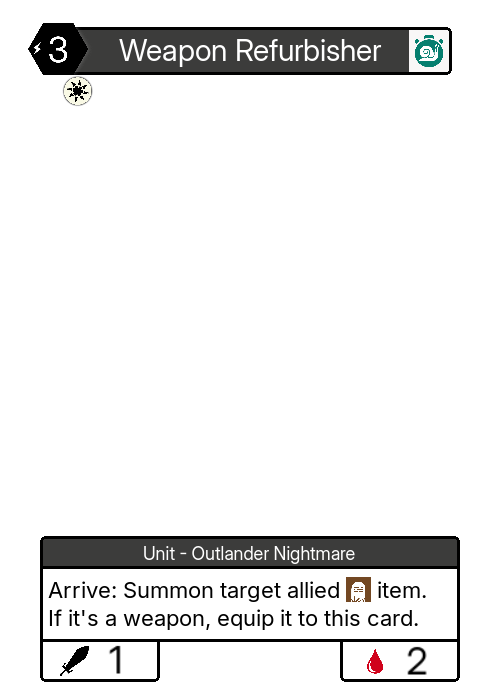 3
Weapon Refurbisher
Unit - Outlander Nightmare
Arrive: Summon target allied item.
If it's a weapon, equip it to this card.
1
2